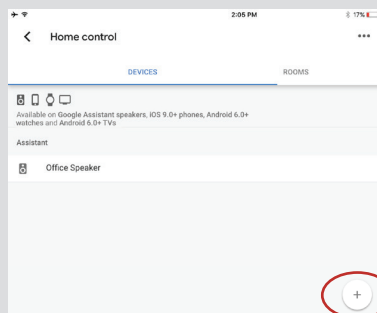 2:05 PM
17%
Home control
DEVICES
ROOMS
Available on Google Assistant speakers, iOS 9.0+ phones, Android 6.0+
watches and Android 6.0+ TVs
Assistant
Office Speaker
+